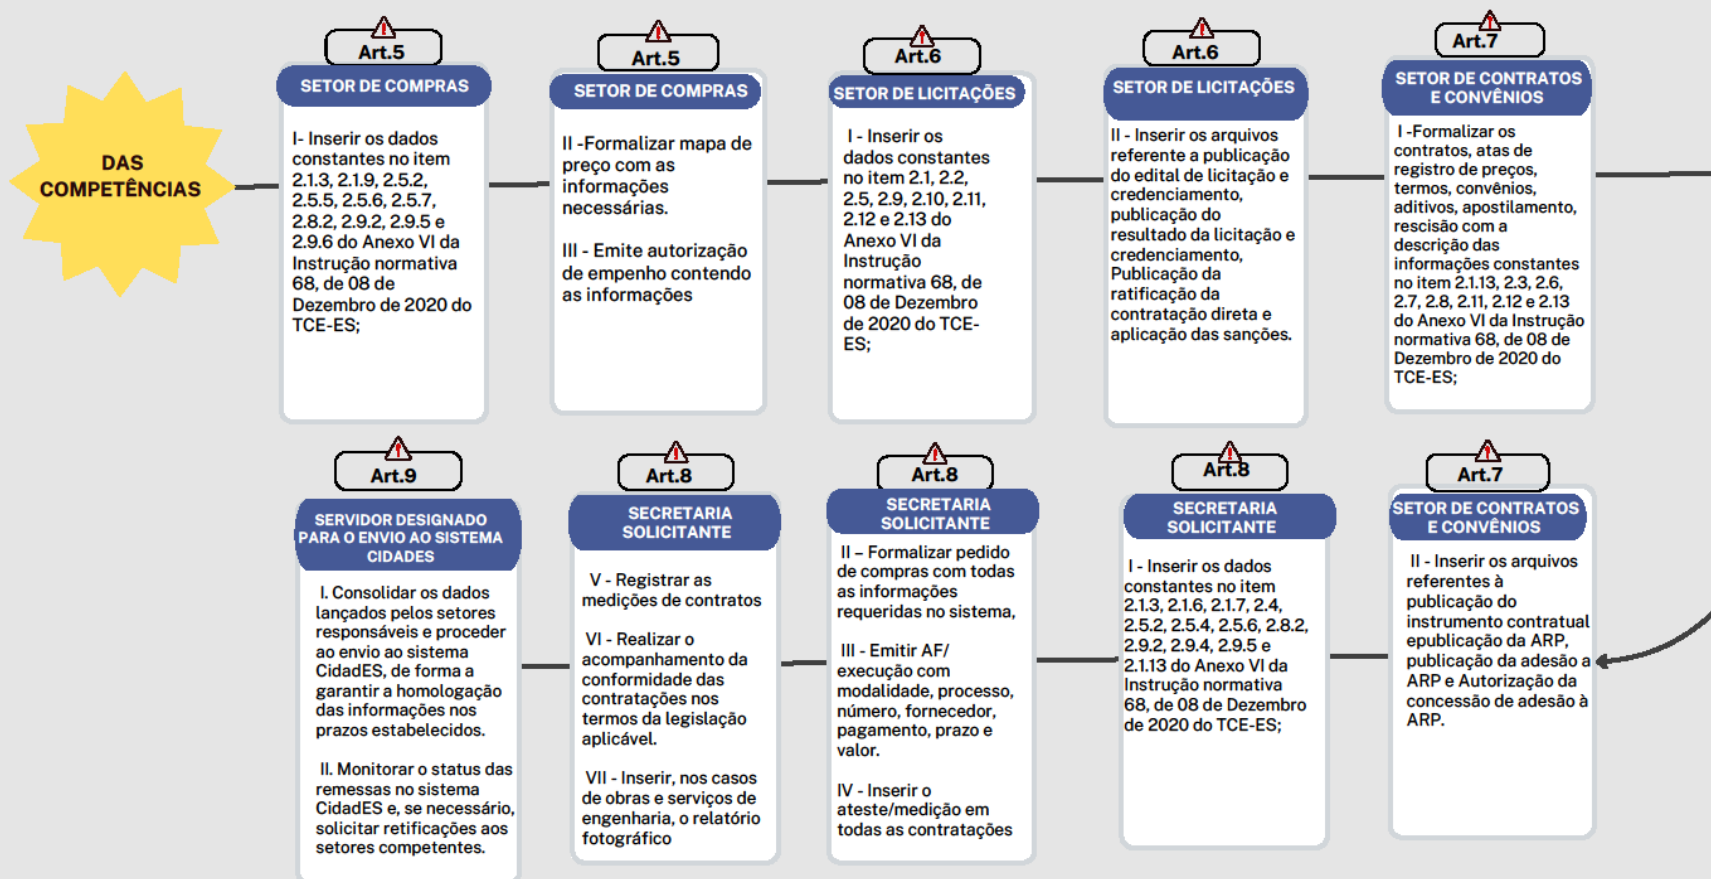 DAS
COMPETÊNCIAS
Art.5
SETOR DE COMPRAS
I- Inserir os dados
constantes no item
2.1.3, 2.1.9, 2.5.2,
2.5.5, 2.5.6, 2.5.7,
2.8.2, 2.9.2, 2.9.5 e
2.9.6 do Anexo VI da
Instrução normativa
68, de 08 de
Dezembro de 2020 do
TCE-ES;
Art.5
SETOR DE COMPRAS
II -Formalizar mapa de
preço com as
informações
necessárias.
III - Emite autorização
de empenho contendo
as informações
Art.6
SETOR DE LICITAÇÕES
I - Inserir os
dados constantes
no item 2.1, 2.2,
2.5, 2.9, 2.10, 2.11,
2.12 e 2.13 do
Anexo VI da
Instrução
normativa 68, de
08 de Dezembro
de 2020 do TCE-
ES;
Art.6
SETOR DE LICITAÇÕES
II - Inserir os arquivos
referente a publicação
do edital de licitação e
credenciamento,
publicação do
resultado da licitação e
credenciamento,
Publicação da
ratificação da
contratação direta e
aplicação das sanções.
Art.7
SETOR DE CONTRATOS
E CONVÊNIOS
I -Formalizar os
contratos, atas de
registro de preços,
termos, convênios,
aditivos, apostilamento,
rescisão com a
descrição das
informações constantes
no item 2.1.13, 2.3, 2.6,
2.7, 2.8, 2.11, 2.12 e 2.13
do Anexo VI da Instrução
normativa 68, de 08 de
Dezembro de 2020 do
TCE-ES;
Art.9
SERVIDOR DESIGNADO
PARA O ENVIO AO SISTEMA
CIDADES
I. Consolidar os dados
lançados pelos setores
responsáveis e proceder
ao envio ao sistema
CidadES, de forma a
garantir a homologação
das informações nos
prazos estabelecidos.
II. Monitorar o status das
remessas no sistema
CidadES e, se necessário,
solicitar retificações aos
setores competentes.
Art.8
SECRETARIA
SOLICITANTE
V - Registrar as
medições de contratos
VI - Realizar o
acompanhamento da
conformidade das
contratações nos
termos da legislação
aplicável.
VII - Inserir, nos casos
de obras e serviços de
engenharia, o relatório
fotográfico
Art.8
SECRETARIA
SOLICITANTE
II – Formalizar pedido
de compras com todas
as informações
requeridas no sistema,
III - Emitir AF/
execução com
modalidade, processo,
número, fornecedor,
pagamento, prazo e
valor.
IV - Inserir o
ateste/medição em
todas as contratações
Art.8
SECRETARIA
SOLICITANTE
I - Inserir os dados
constantes no item
2.1.3, 2.1.6, 2.1.7, 2.4,
2.5.2, 2.5.4, 2.5.6, 2.8.2,
2.9.2, 2.9.4, 2.9.5 e
2.1.13 do Anexo VI da
Instrução normativa
68, de 08 de Dezembro
de 2020 do TCE-ES;
Art.7
SETOR DE CONTRATOS
E CONVÊNIOS
II - Inserir os arquivos
referentes à
publicação do
instrumento contratual
epublicação da ARP,
publicação da adesão a
ARP e Autorização da
concessão de adesão à
ARP.